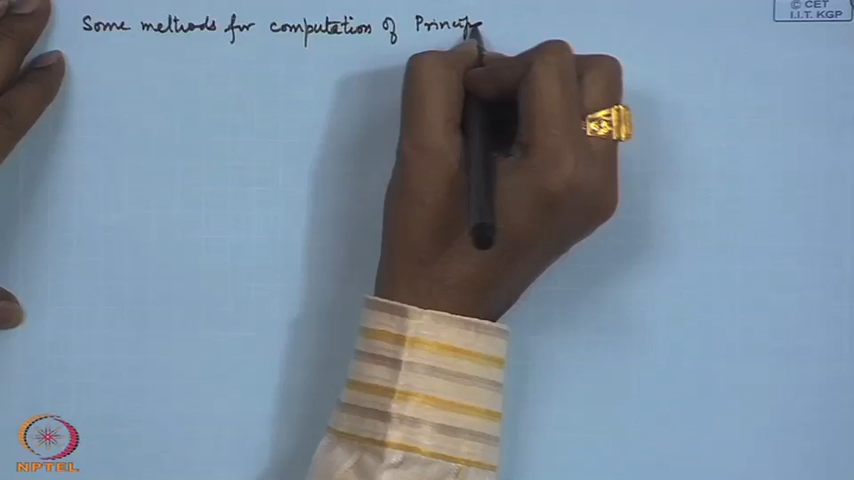 Some methods for computation of Princip
© CET
I.I.T. KGP
NPTEL